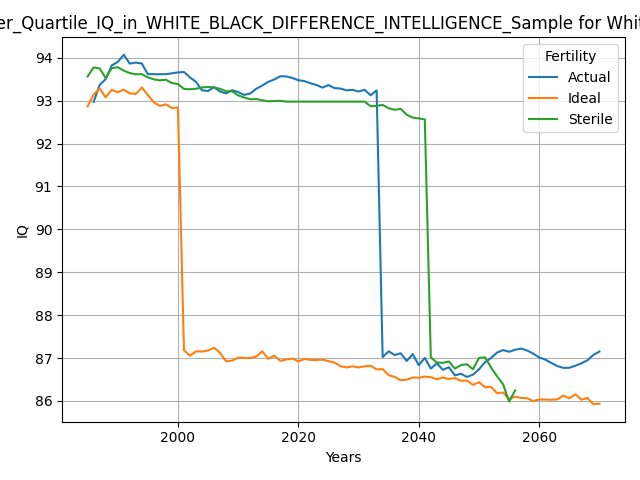 er_Quartile_IQ_in_WHITE_BLACK_DIFFERENCE_INTELLIGENCE_Sample for Whit
Fertility
Actual
Ideal
Sterile
94
93
92
91
90
89
88
87
86
IQ
2000
2020
2040
2060
Years